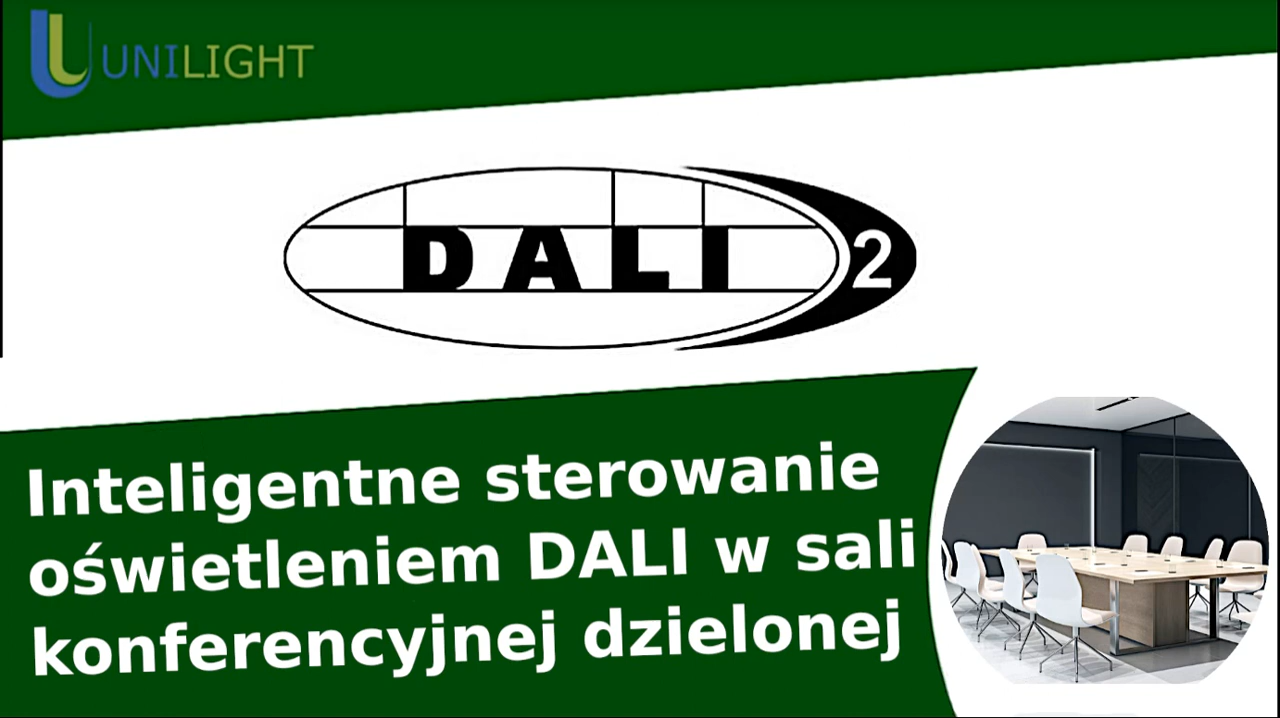 UNILIGHT
DALI 2
Inteligentne sterowanie
oświetleniem DALI w sali
konferencyjnej dzielonej